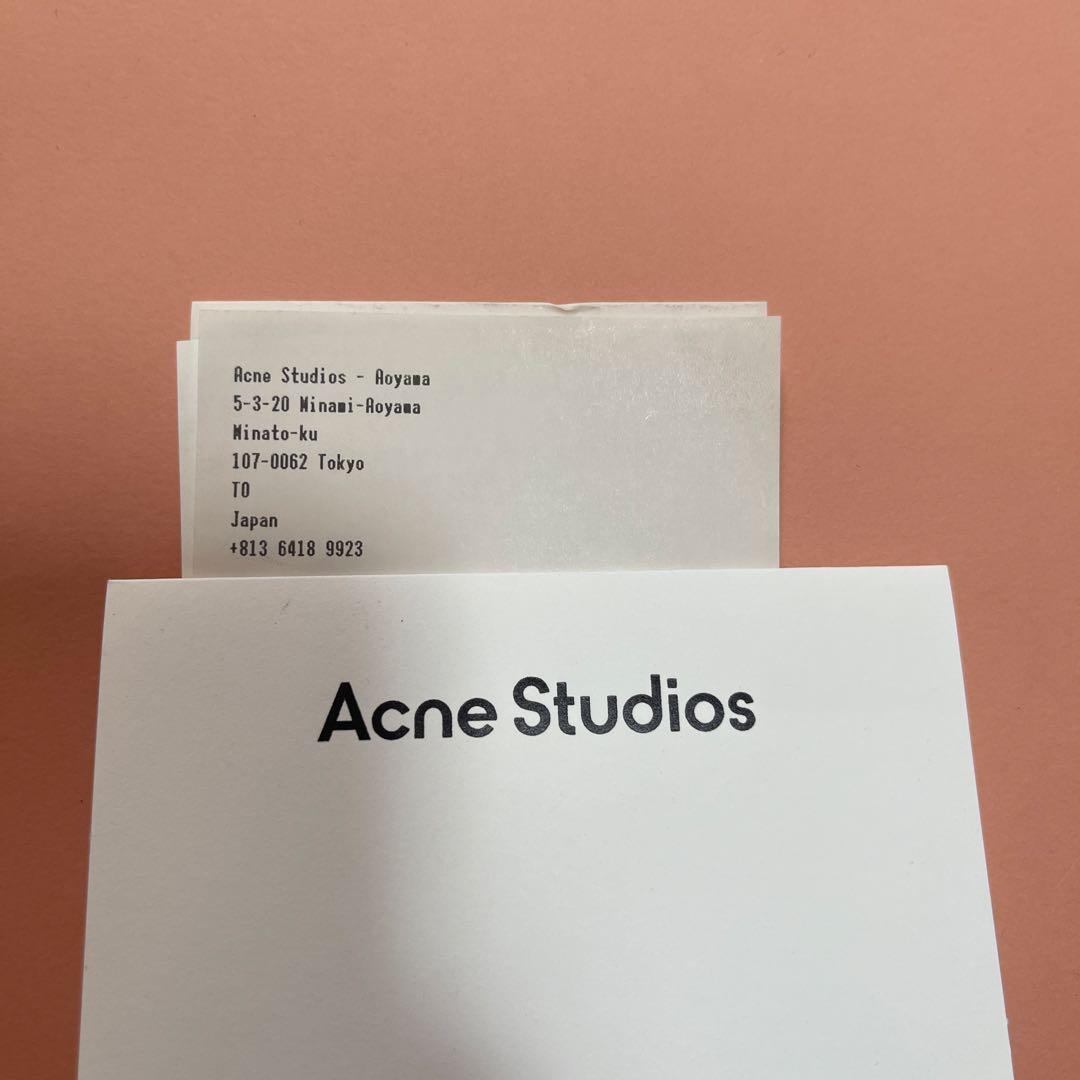 Acne Studios - Aoyama
5-3-20 Minami-Aoyama
Minato-ku
107-0062 Tokyo
TO
Japan
+813 6418 9923
Acne Studios